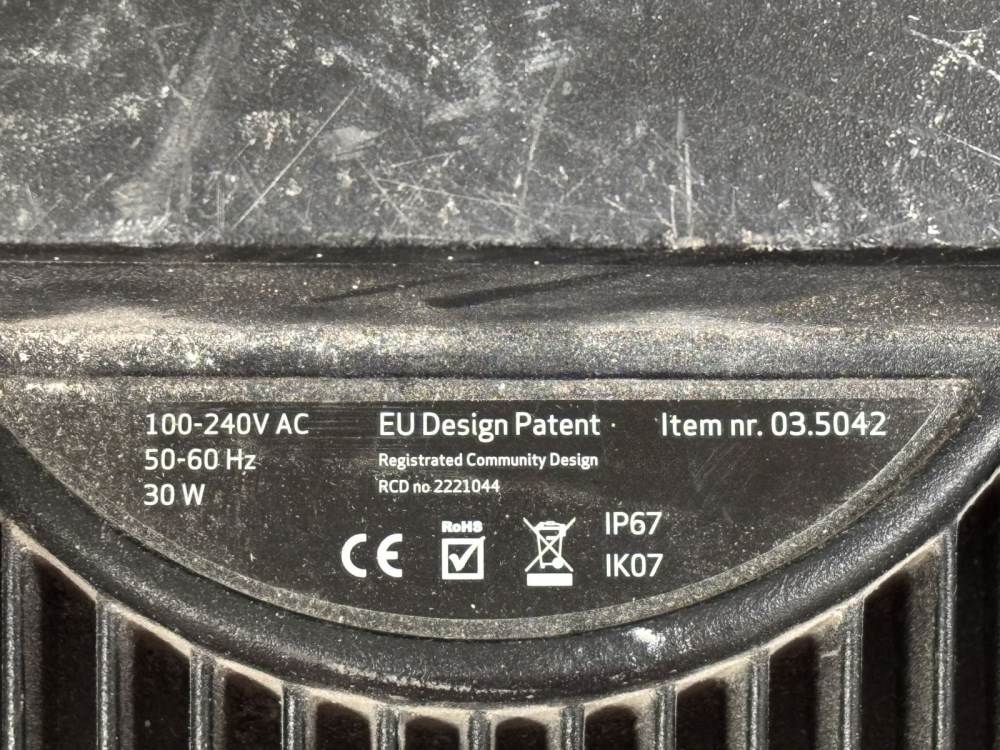 100-240V AC
50-60 Hz
30 W
EU Design Patent
Registrated Community Design
RCD no 2221044
Item nr. 03.5042
CE
RoHS
IP67
IK07